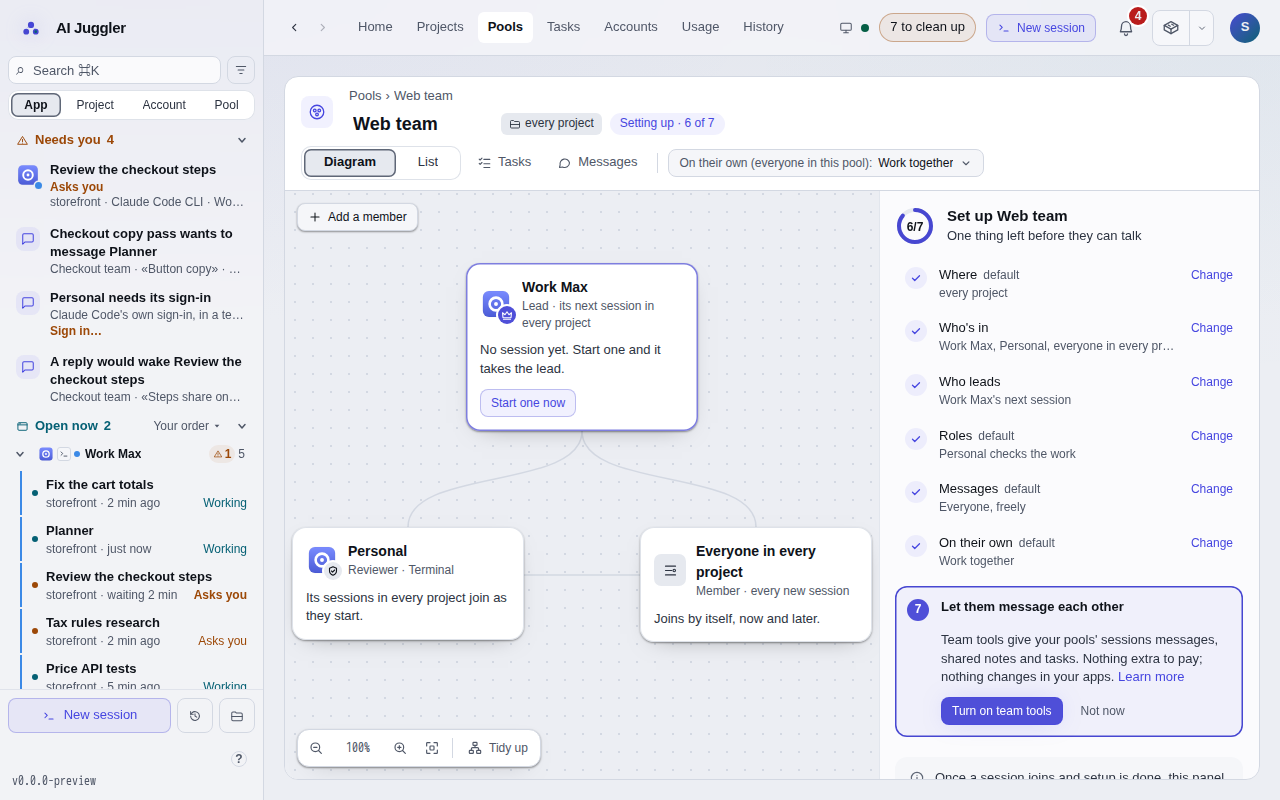 AI Juggler
Search ⌘K
App Project Account Pool
Needs you 4
Review the checkout steps
Asks you
storefront · Claude Code CLI · Wo…
Checkout copy pass wants to message Planner
Checkout team · «Button copy» · …
Personal needs its sign-in
Claude Code's own sign-in, in a te…
Sign in…
A reply would wake Review the checkout steps
Checkout team · «Steps share on…
Open now 2 Your order
Work Max 1 5
Fix the cart totals
storefront · 2 min ago Working
Planner
storefront · just now Working
Review the checkout steps
storefront · waiting 2 min Asks you
Tax rules research
storefront · 2 min ago Asks you
Price API tests
storefront · 5 min ago Working
New session
?
v0.0.0-preview
Home Projects Pools Tasks Accounts Usage History
7 to clean up
New session
4
S
Pools › Web team
Web team
every project
Setting up · 6 of 7
Diagram List Tasks Messages
On their own (everyone in this pool): Work together
Add a member
Work Max
Lead · its next session in
every project
No session yet. Start one and it
takes the lead.
Start one now
Personal
Reviewer · Terminal
Its sessions in every project join as
they start.
Everyone in every
project
Member · every new session
Joins by itself, now and later.
100%
Tidy up
6/7
Set up Web team
One thing left before they can talk
Where default Change
every project
Who's in Change
Work Max, Personal, everyone in every pr…
Who leads Change
Work Max's next session
Roles default Change
Personal checks the work
Messages default Change
Everyone, freely
On their own default Change
Work together
7 Let them message each other
Team tools give your pools' sessions messages,
shared notes and tasks. Nothing extra to pay;
nothing changes in your apps. Learn more
Turn on team tools Not now
Once a session joins and setup is done, this panel